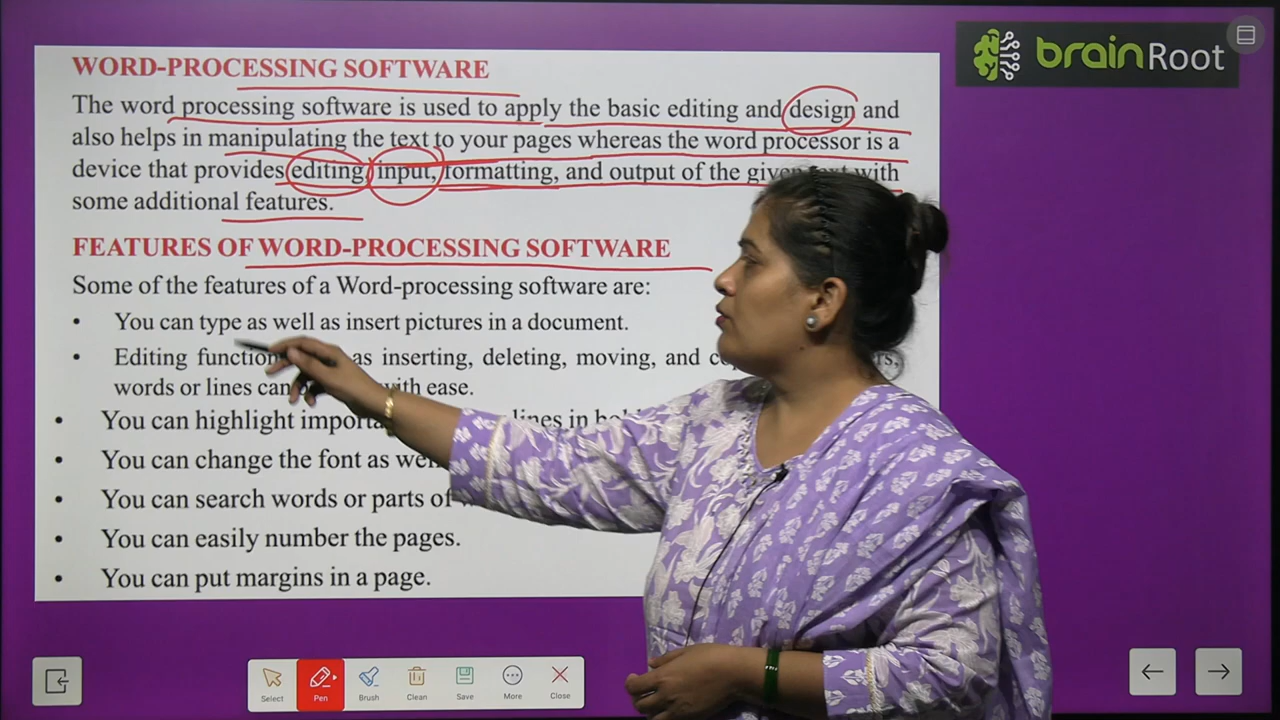 brainRoot
WORD-PROCESSING SOFTWARE
The word processing software is used to apply the basic editing and design and
also helps in manipulating the text to your pages whereas the word processor is a
device that provides editing, input, formatting, and output of the given text with
some additional features.
FEATURES OF WORD-PROCESSING SOFTWARE
Some of the features of a Word-processing software are:
• You can type as well as insert pictures in a document.
• Editing as inserting, deleting, moving, and
words or lines can with ease.
• You can highlight lines in
• You can change the font as
• You can search words or parts of
• You can easily number the pages.
• You can put margins in a page.
Select Pen Brush Clean Save More Close